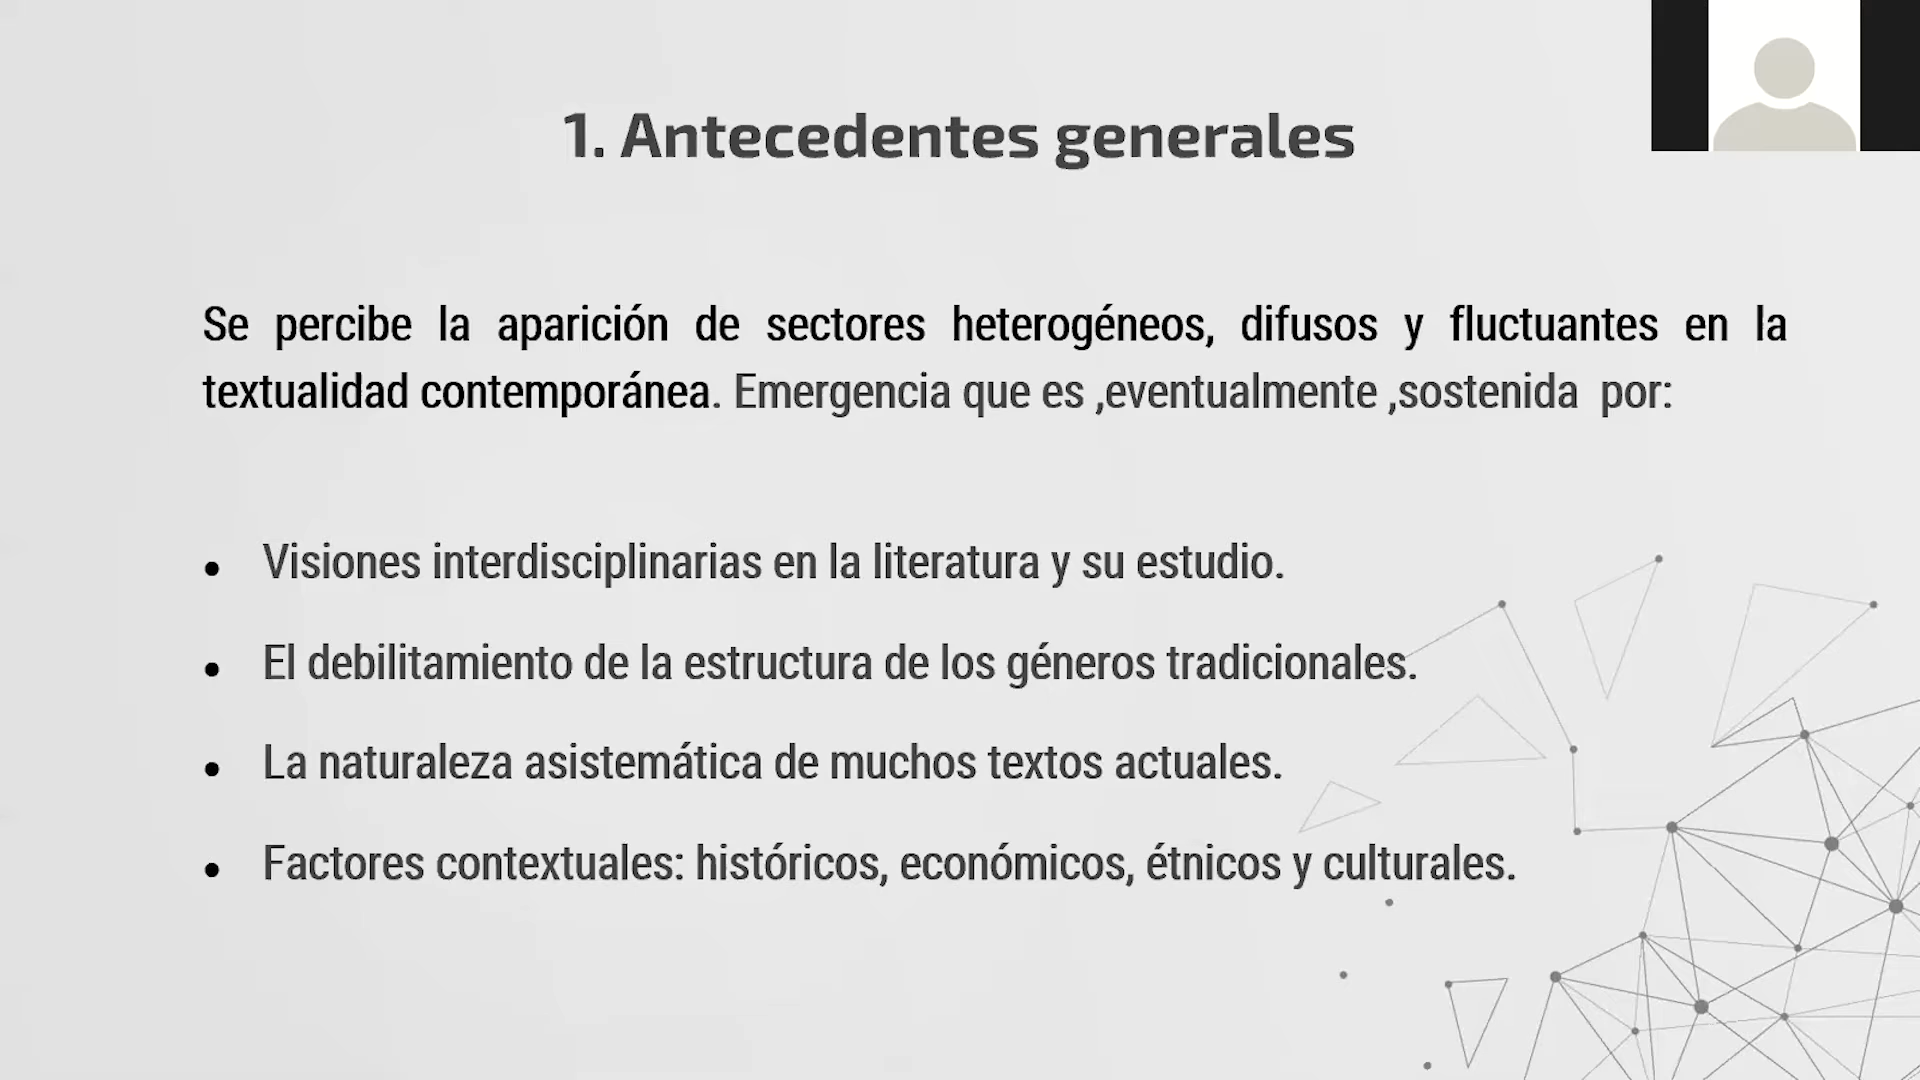 1. Antecedentes generales
Se percibe la aparición de sectores heterogéneos, difusos y fluctuantes en la
textualidad contemporánea. Emergencia que es ,eventualmente ,sostenida por:
• Visiones interdisciplinarias en la literatura y su estudio.
• El debilitamiento de la estructura de los géneros tradicionales.
• La naturaleza asistemática de muchos textos actuales.
• Factores contextuales: históricos, económicos, étnicos y culturales.